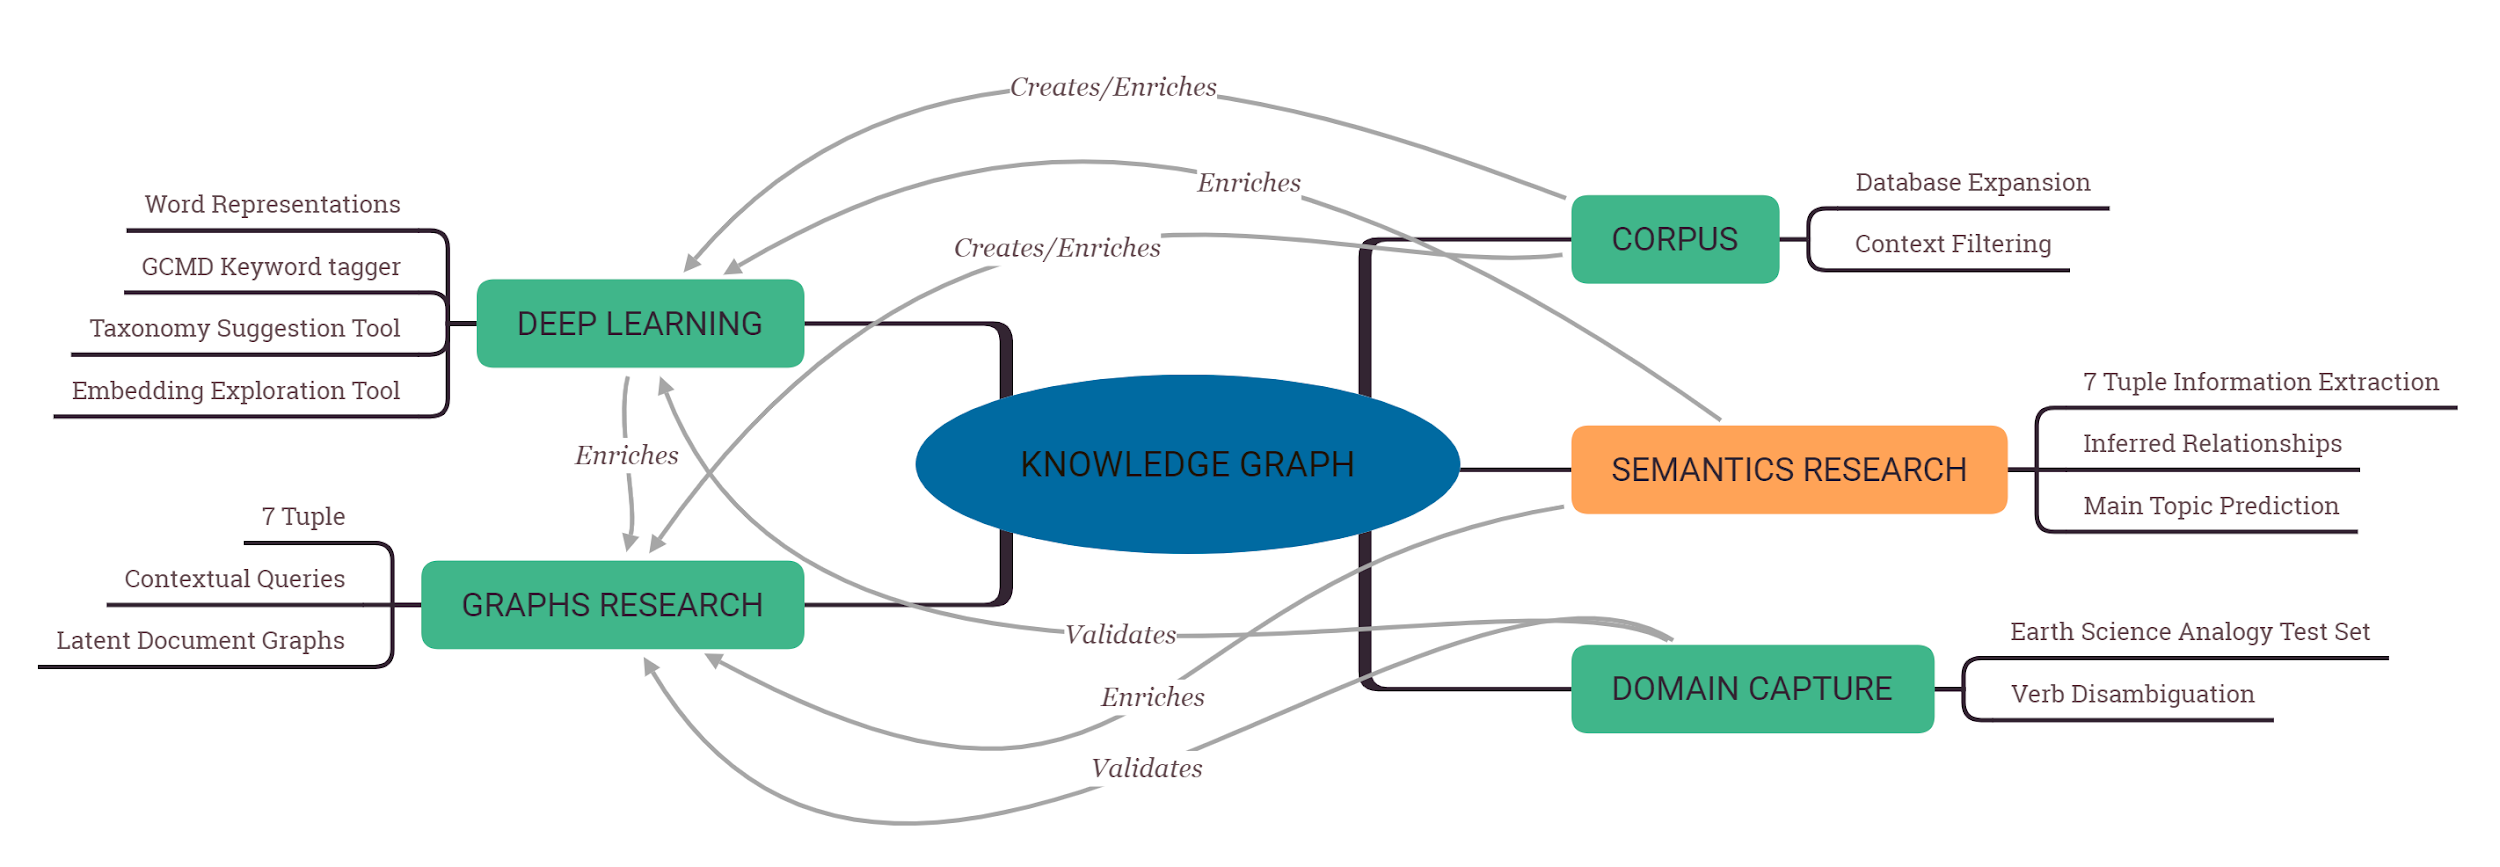 Creates/Enriches
Enriches
Creates/Enriches
Word Representations
GCMD Keyword tagger
Taxonomy Suggestion Tool
Embedding Exploration Tool
DEEP LEARNING
Enriches
7 Tuple
Contextual Queries
Latent Document Graphs
GRAPHS RESEARCH
KNOWLEDGE GRAPH
CORPUS
Database Expansion
Context Filtering
SEMANTICS RESEARCH
7 Tuple Information Extraction
Inferred Relationships
Main Topic Prediction
Validates
Enriches
Validates
DOMAIN CAPTURE
Earth Science Analogy Test Set
Verb Disambiguation